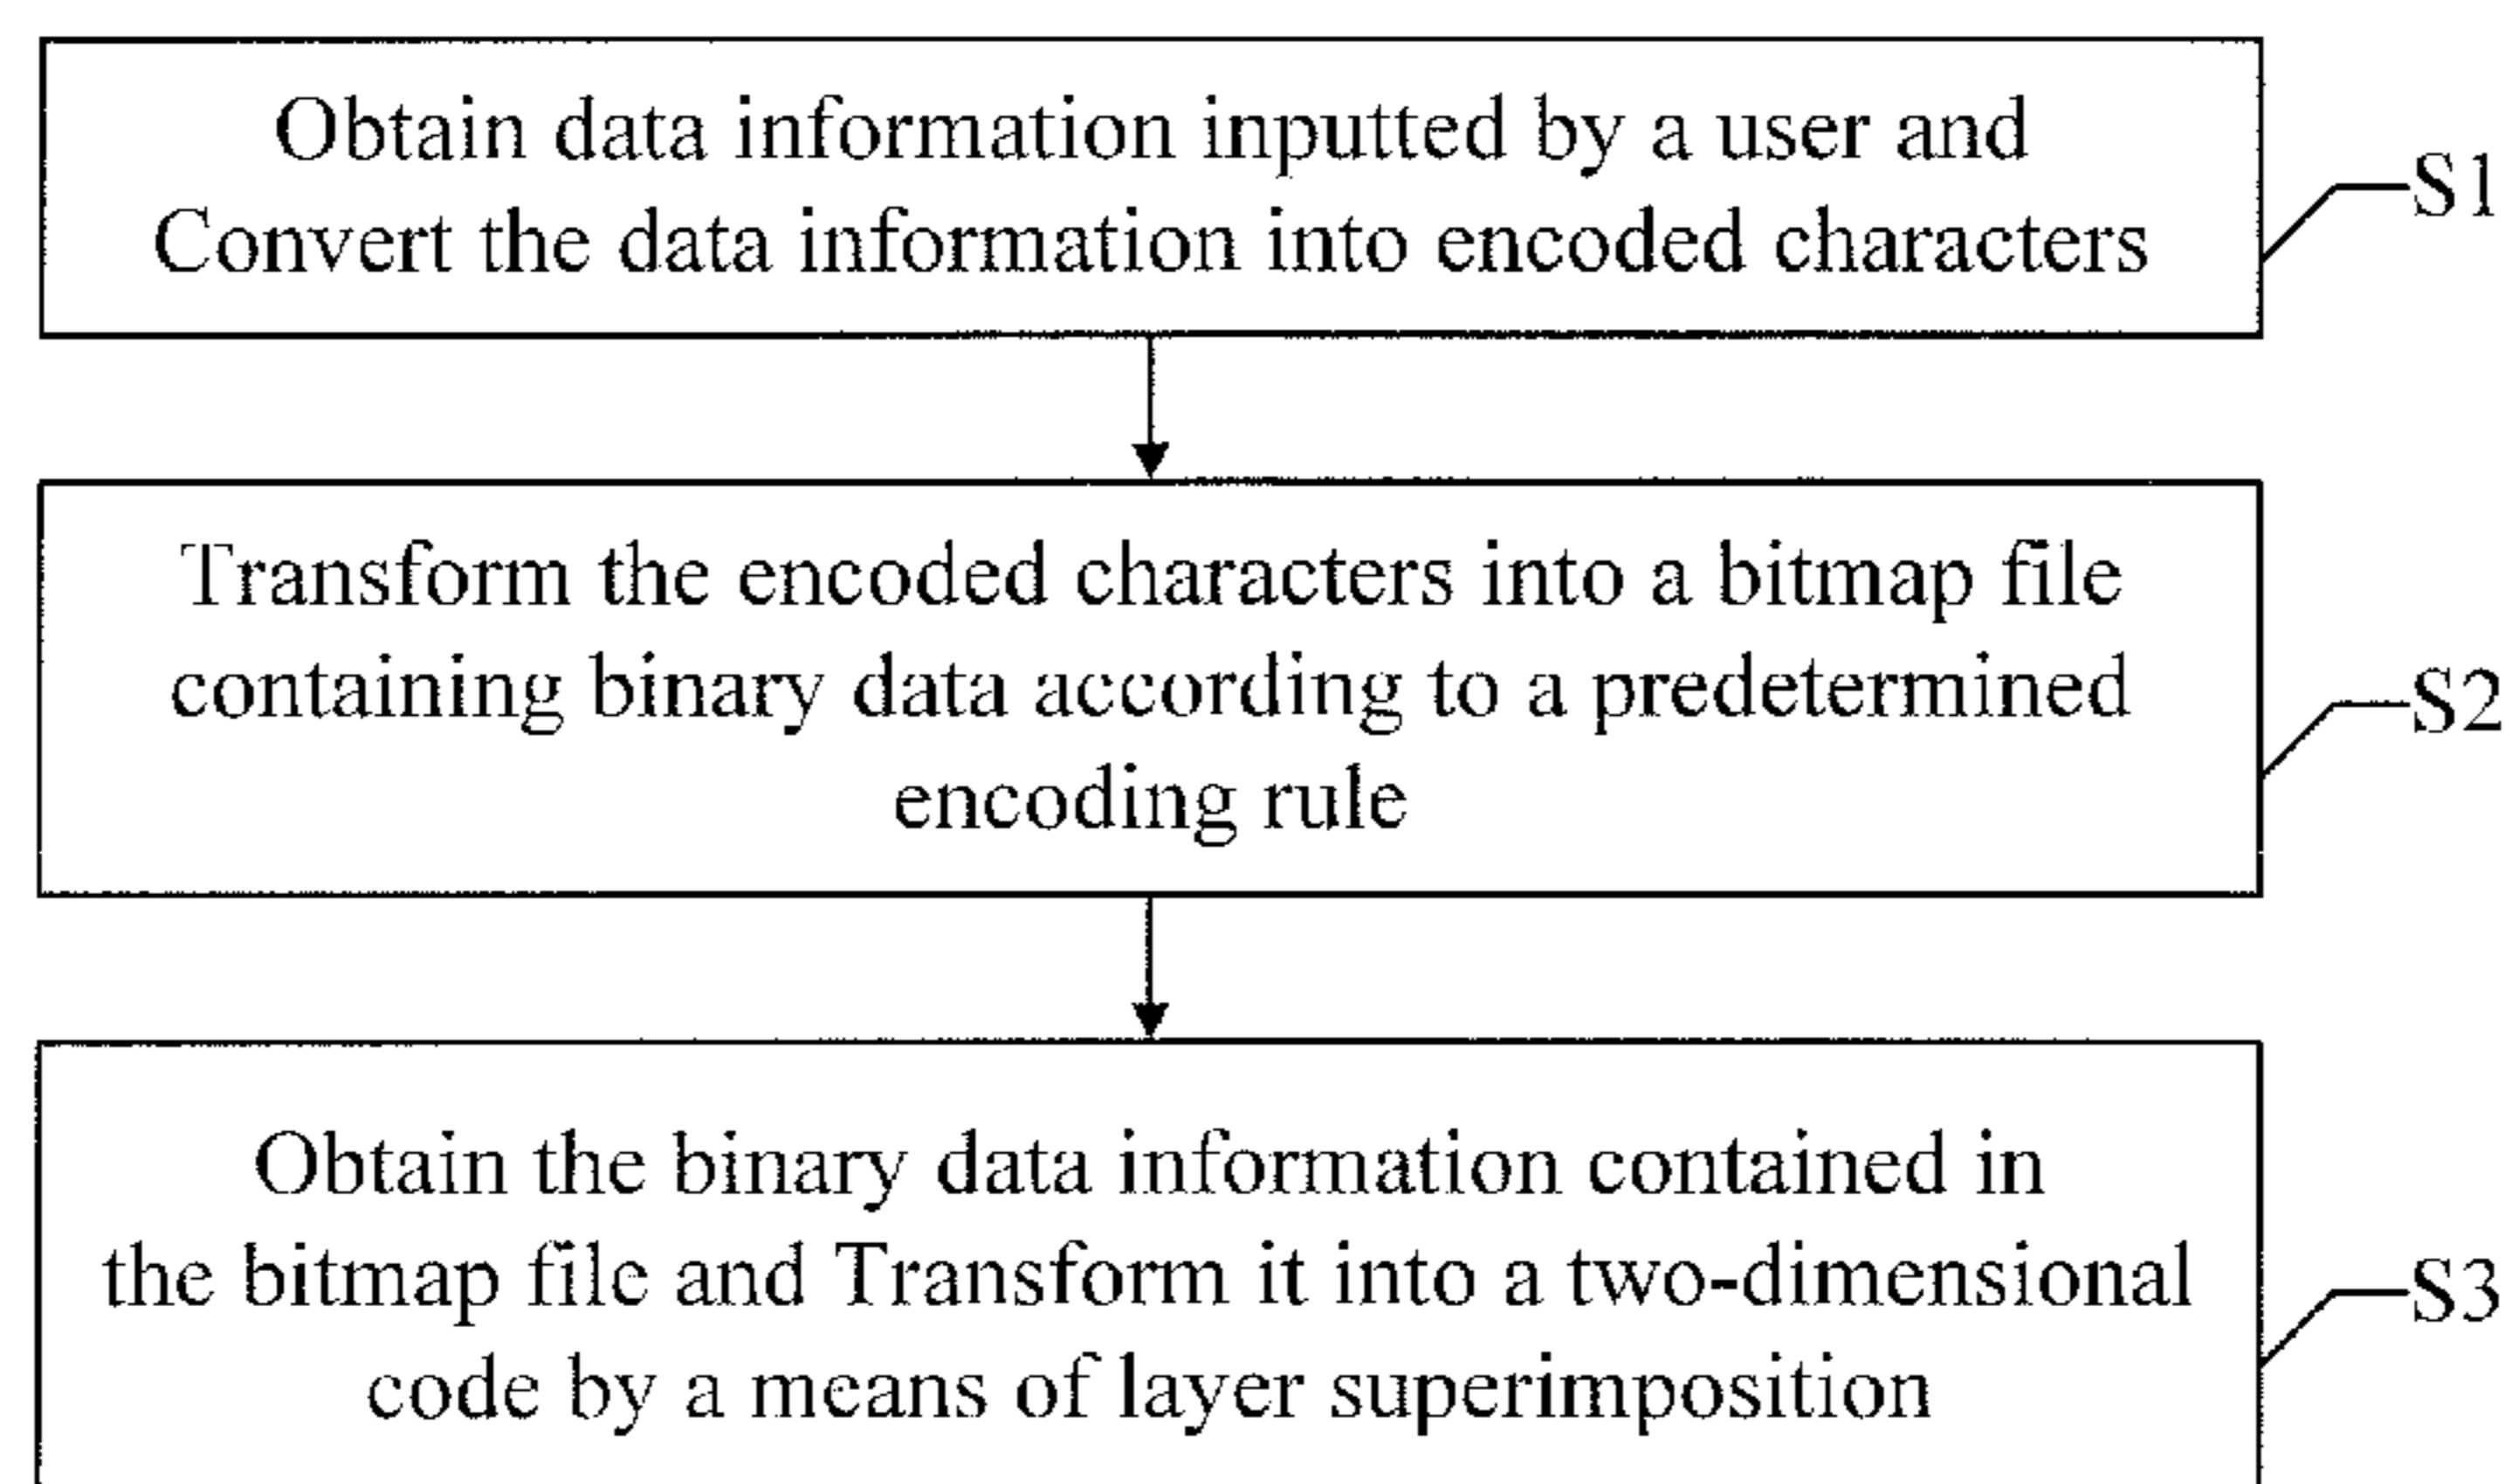 Obtain data information inputted by a user and
Convert the data information into encoded characters
S1
Transform the encoded characters into a bitmap file
containing binary data according to a predetermined
encoding rule
S2
Obtain the binary data information contained in
the bitmap file and Transform it into a two-dimensional
code by a means of layer superimposition
S3